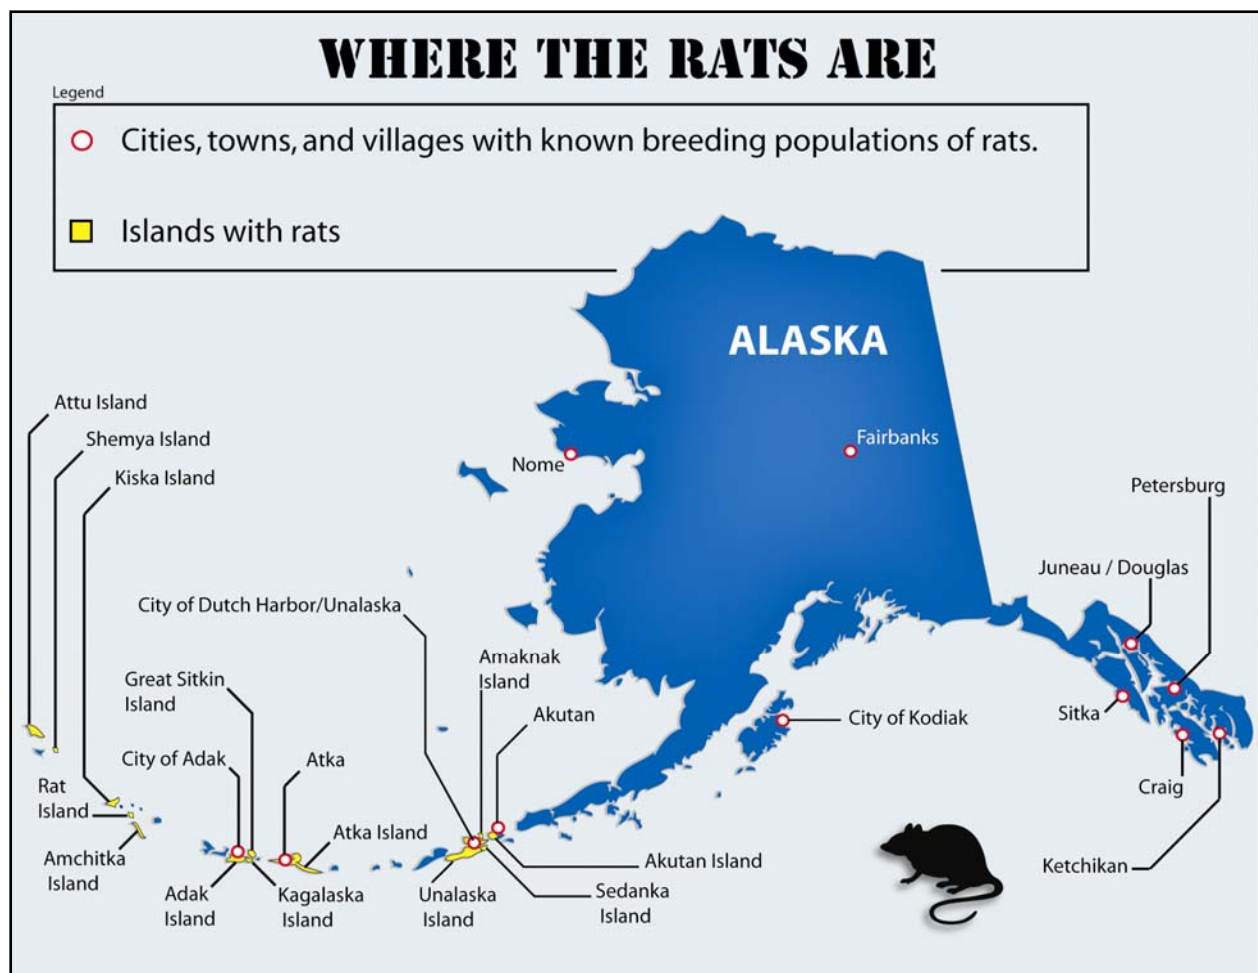 WHERE THE RATS ARE
Legend
Cities, towns, and villages with known breeding populations of rats.
Islands with rats
ALASKA
Attu Island
Shemya Island
Kiska Island
Nome
Fairbanks
Petersburg
Juneau / Douglas
City of Dutch Harbor/Unalaska
Amaknak
Island
Great Sitkin
Island
Akutan
City of Kodiak
Sitka
City of Adak
Atka
Craig
Rat
Island
Atka Island
Amchitka
Island
Akutan Island
Ketchikan
Adak
Island
Kagalaska
Island
Unalaska
Island
Sedanka
Island